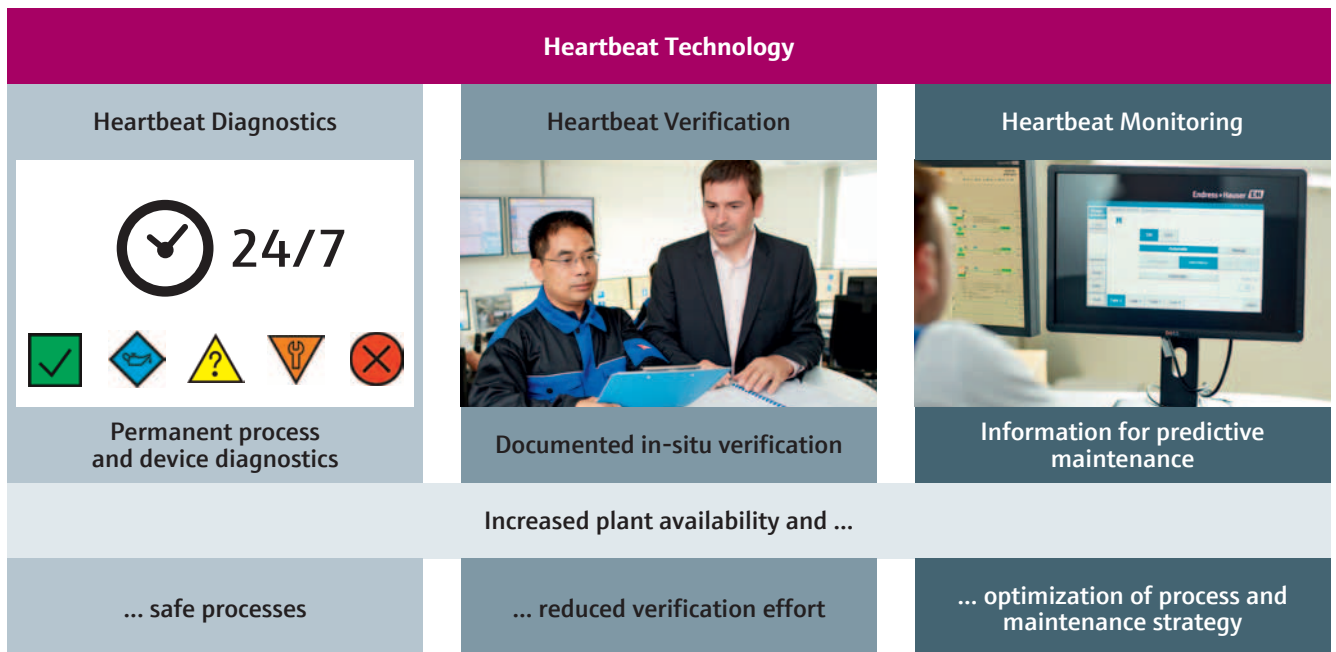 Heartbeat Technology
Heartbeat Diagnostics
24/7
?
Permanent process
and device diagnostics
Heartbeat Verification
Documented in-situ verification
Heartbeat Monitoring
Endress+Hauser EH
DELL
Information for predictive
maintenance
Increased plant availability and ...
... safe processes
... reduced verification effort
... optimization of process and
maintenance strategy